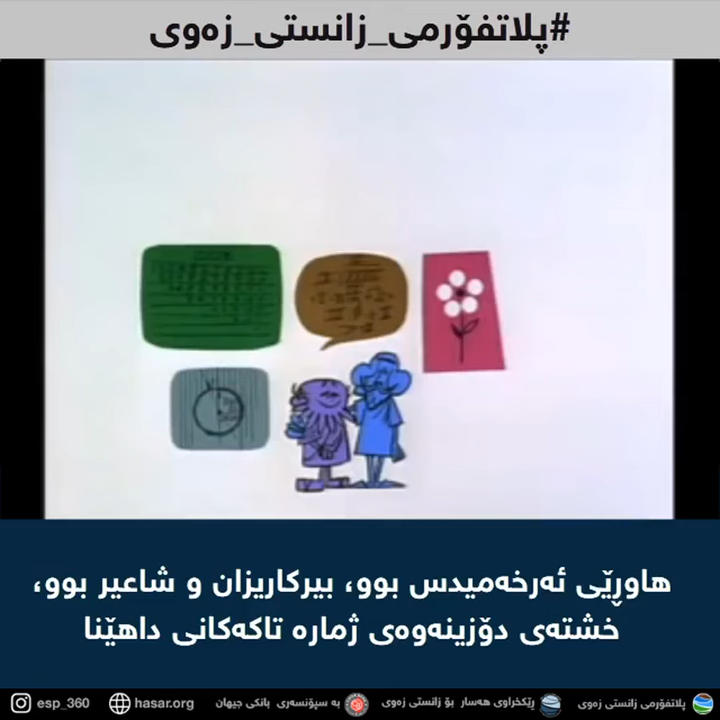 #پلاتفۆرمی_زانستی_زەوی
هاوڕێی ئەرخەمیدس بوو، بیرکاریزان و شاعیر بوو،
خشتەی دۆزینەوەی ژمارە تاکەکانی داهێنا
پلاتفۆرمی زانستی زەوی
ڕێکخراوی هەسار بۆ زانستی زەوی
بە سپۆنسەری بانکی جیهان
hasar.org
esp_360